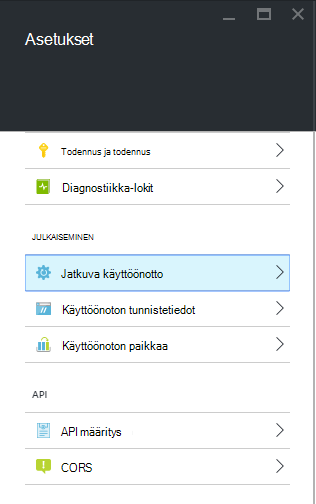 Asetukset
Todennus ja todennus
Diagnostiikka-lokit
JULKAISEMINEN
Jatkuva käyttöönotto
Käyttöönoton tunnistetiedot
Käyttöönoton paikkaa
API
API määritys
CORS